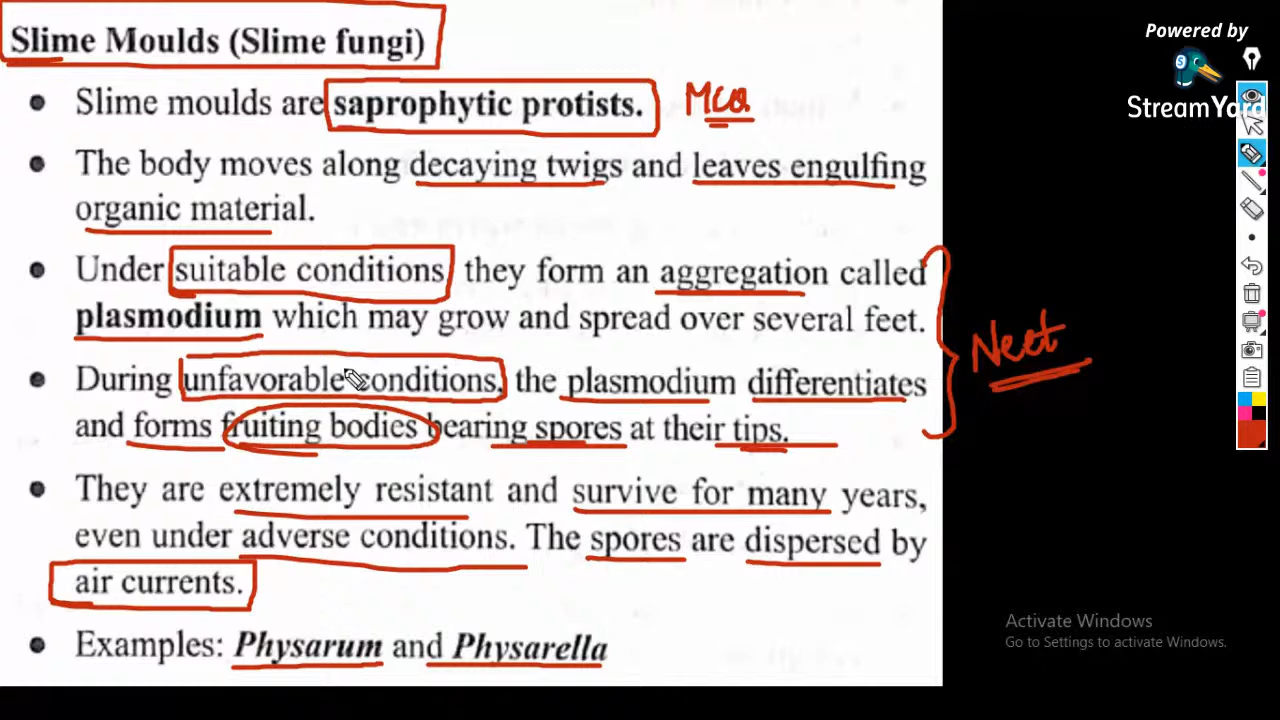 Slime Moulds (Slime fungi)
Powered by
StreamYard
• Slime moulds are saprophytic protists. MCQ.
• The body moves along decaying twigs and leaves engulfing
organic material.
• Under suitable conditions, they form an aggregation called
plasmodium which may grow and spread over several feet.
Neet
• During unfavorable conditions, the plasmodium differentiates
and forms fruiting bodies bearing spores at their tips.
• They are extremely resistant and survive for many years,
even under adverse conditions. The spores are dispersed by
air currents.
• Examples: Physarum and Physarella
Activate Windows
Go to Settings to activate Windows.